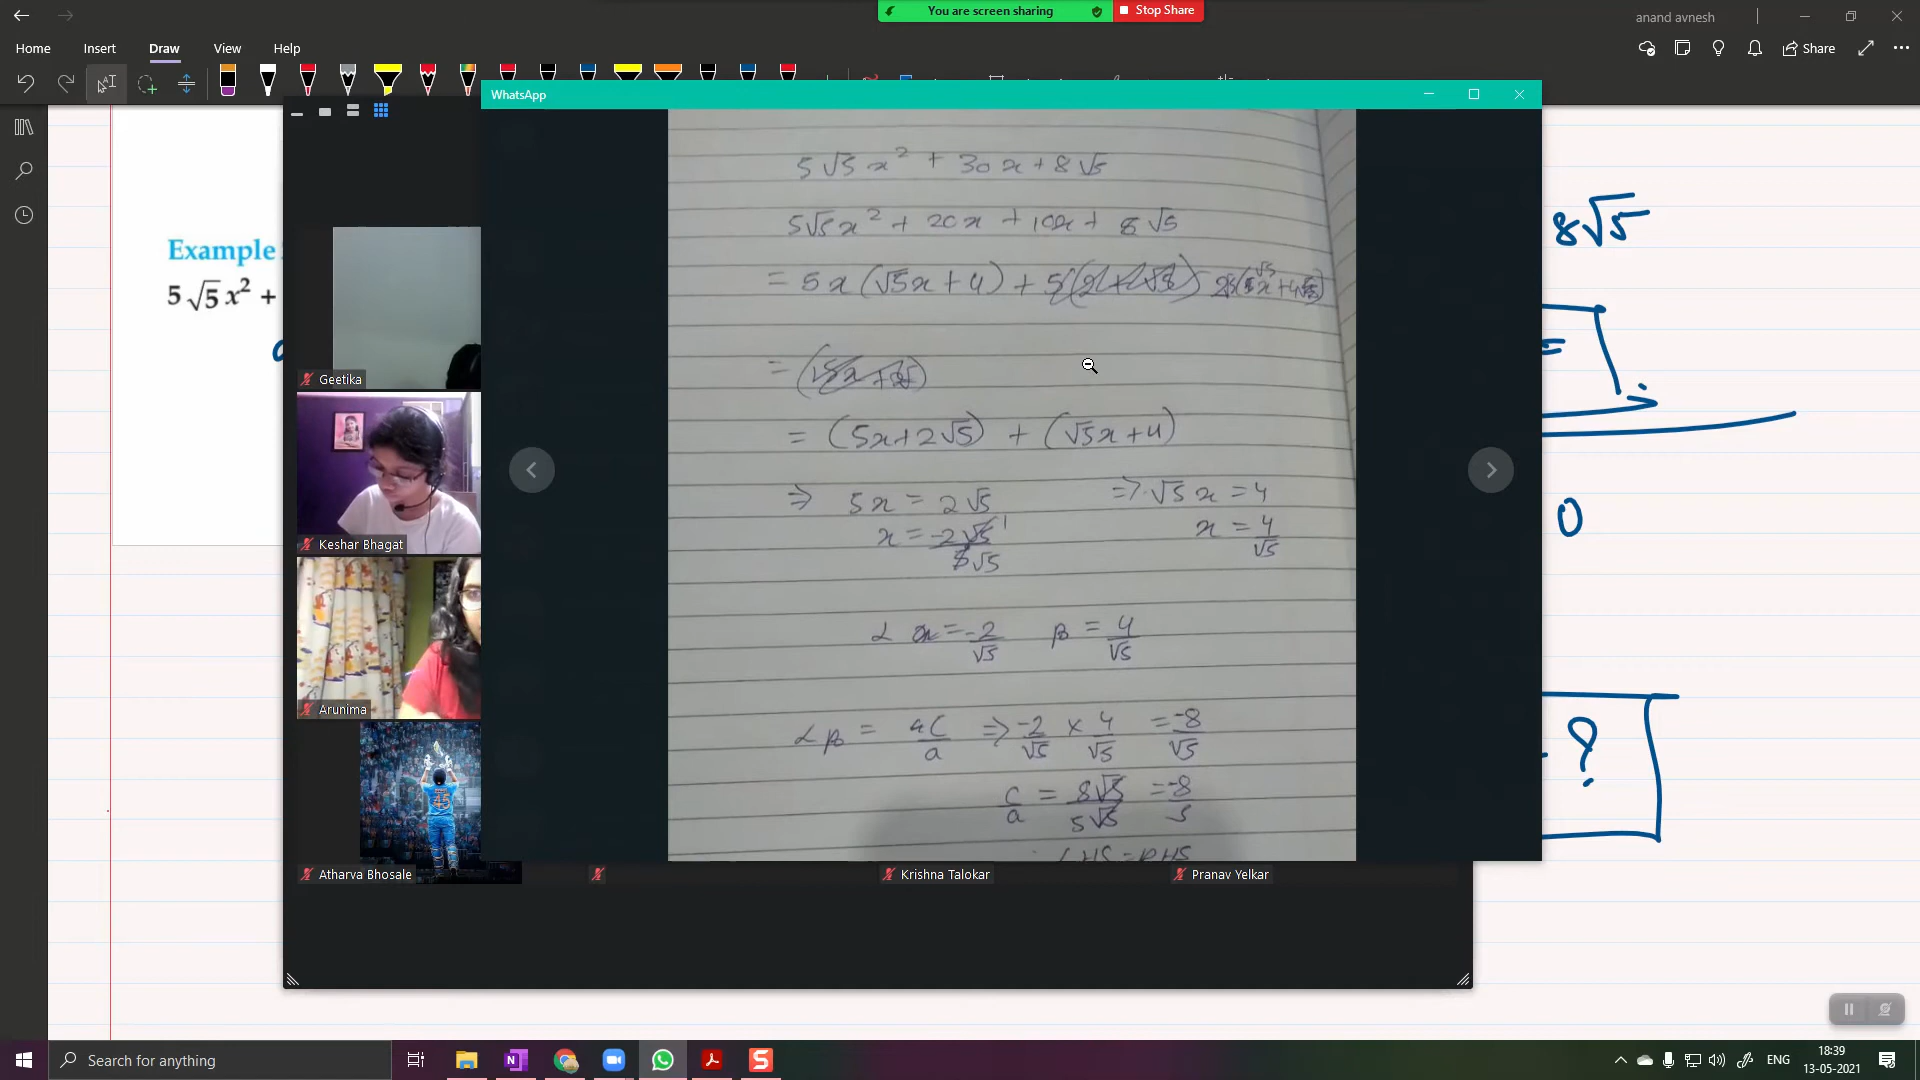 You are screen sharing
Stop Share
anand avnesh
Home Insert Draw View Help
Share
WhatsApp
Example
5√5x² +
5√5 x² + 30x + 8√5
5√5x² + 20x + 10x + 8√5
= 5x(√5x+4) +
= (5x+2√5) + (√5x+4)
⇒ 5x = 2√5 ⇒ √5x = 4
x = -2√5 / 5√5 x = 4/√5
α = -2/√5 β = 4/√5
αβ = c/a ⇒ -2/√5 × 4/√5 = -8/√5
c/a = 8√5/5√5 = -8/5
LHS = RHS
8√5
=
0
?
Geetika
Keshar Bhagat
Arunima
45
Atharva Bhosale
Krishna Talokar
Pranav Yelkar
Search for anything
ENG
18:39
13-05-2021